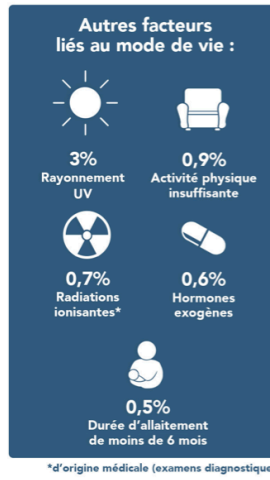 Autres facteurs
liés au mode de vie :
3%
Rayonnement
UV
0,9%
Activité physique
insuffisante
0,7%
Radiations
ionisantes*
0,6%
Hormones
exogènes
0,5%
Durée d'allaitement
de moins de 6 mois
*d'origine médicale (examens diagnostique